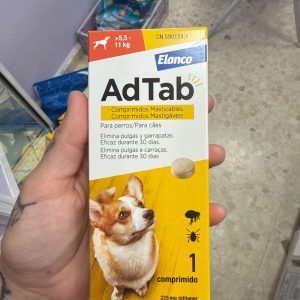 >5,5 -
11 kg
CN 590124.4
Elanco
AdTab
Comprimidos Masticables
Comprimidos Mastigáveis
Para perros/Para cães
Elimina pulgas y garrapatas.
Eficaz durante 30 días.
Elimina pulgas e carraças.
Eficaz durante 30 dias.
1
comprimido
225 mg lotilaner